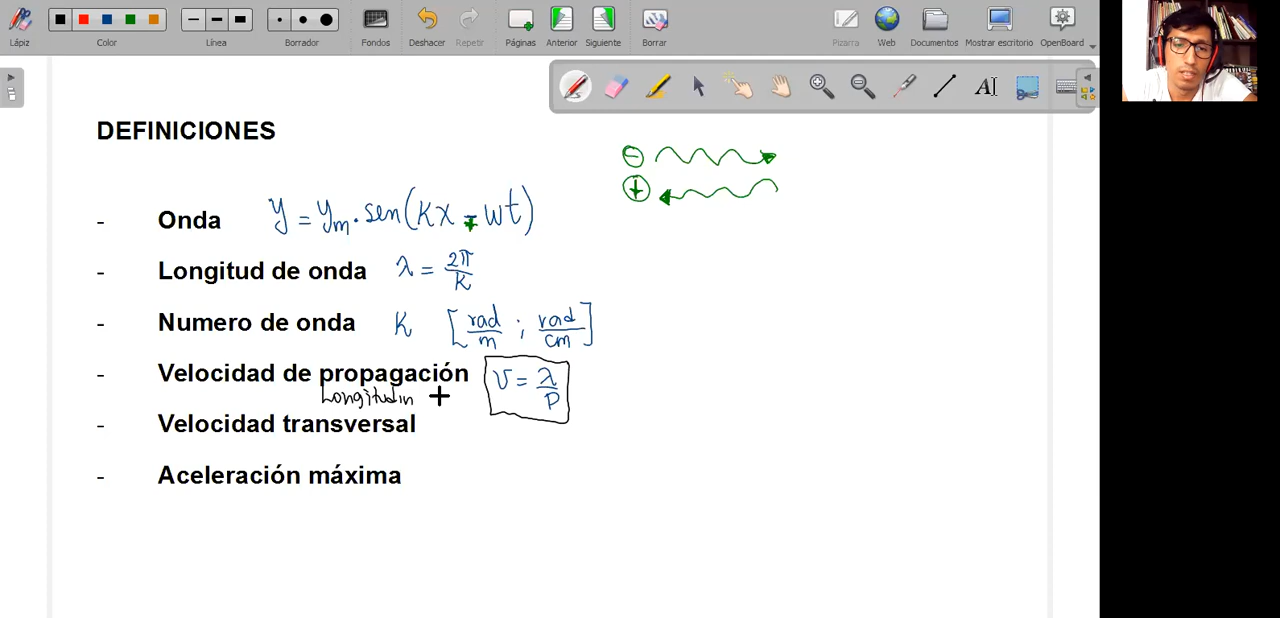 Lápiz Color Línea Borrador Fondos Deshacer Repetir Páginas Anterior Siguiente Borrar Pizarra Web Documentos Mostrar escritorio OpenBoard
DEFINICIONES
- Onda y = ym · sen(Kx ∓ wt)
- Longitud de onda λ = 2π/K
- Numero de onda K [rad/m ; rad/cm]
- Velocidad de propagación v = λ/P
Longitudin
- Velocidad transversal
- Aceleración máxima